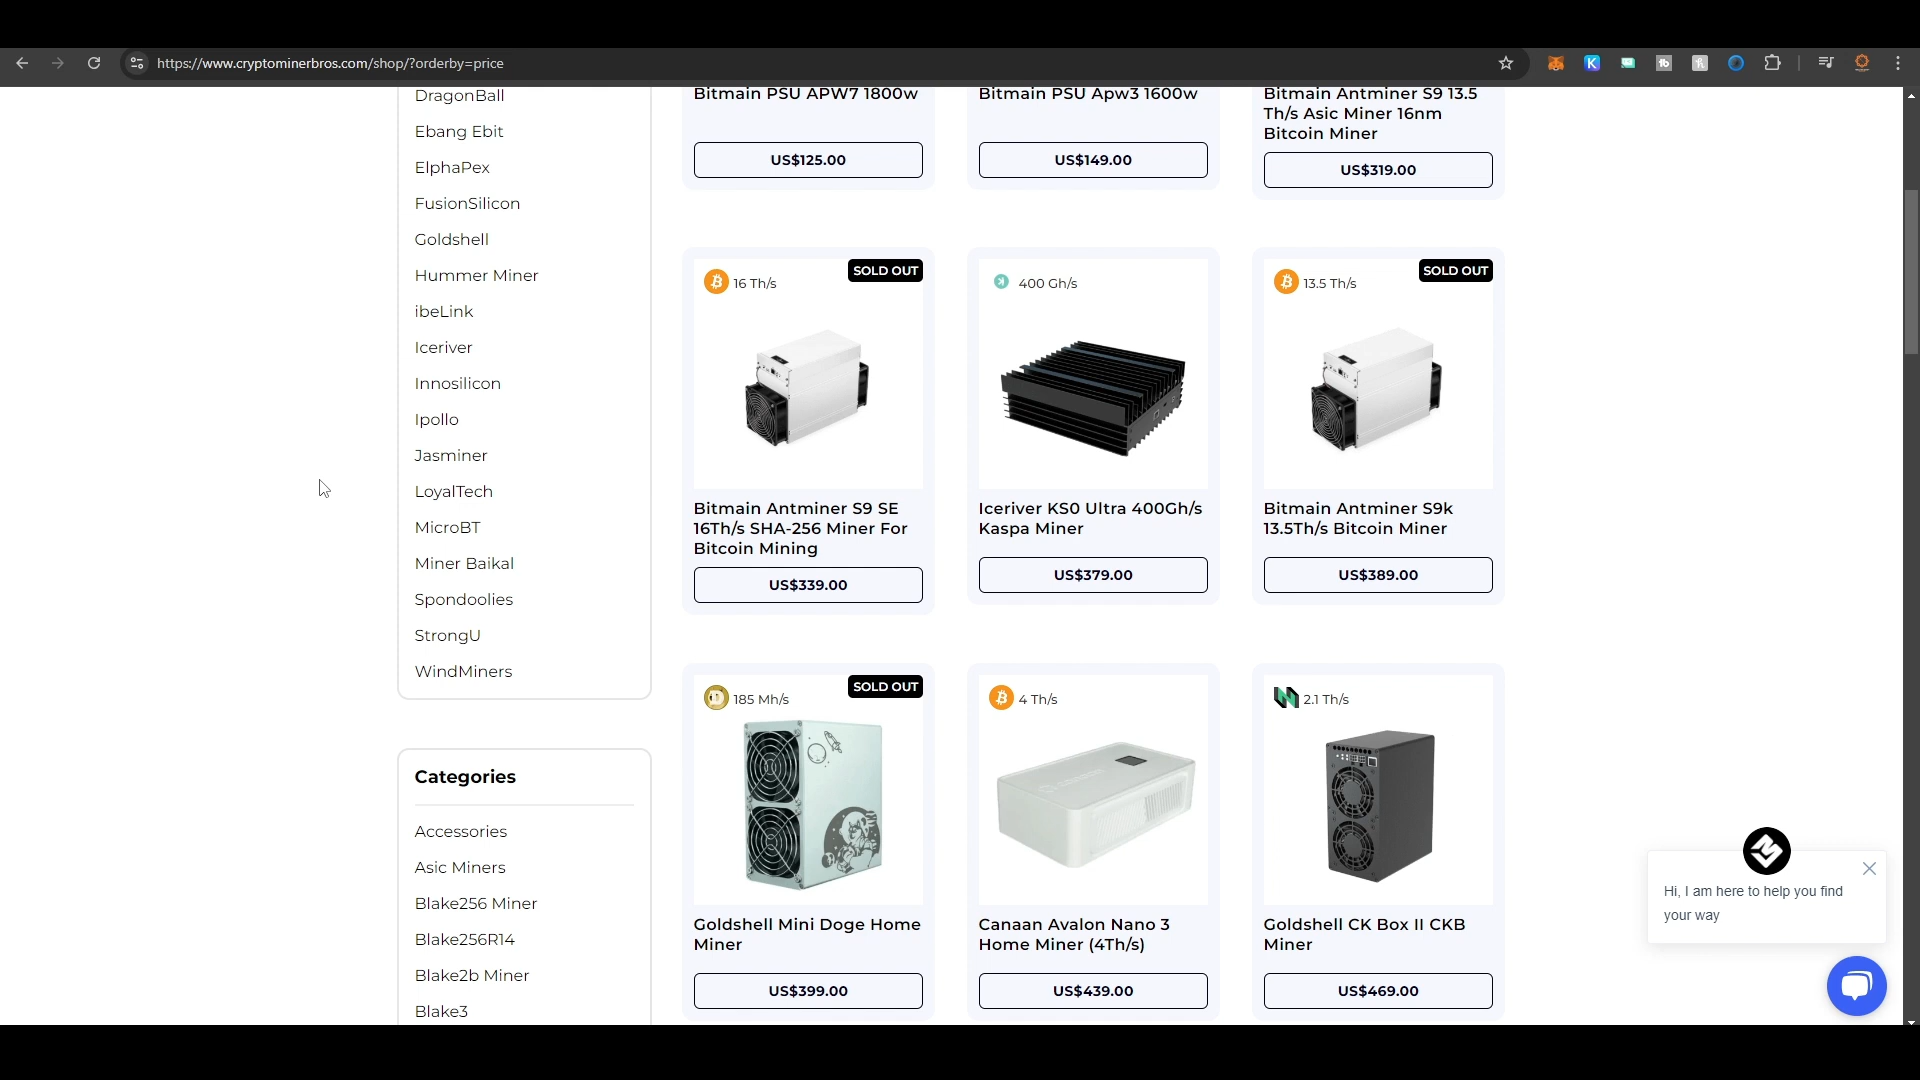 https://www.cryptominerbros.com/shop/?orderby=price
DragonBall
Ebang Ebit
ElphaPex
FusionSilicon
Goldshell
Hummer Miner
ibeLink
Iceriver
Innosilicon
Ipollo
Jasminer
LoyalTech
MicroBT
Miner Baikal
Spondoolies
StrongU
WindMiners
Categories
Accessories
Asic Miners
Blake256 Miner
Blake256R14
Blake2b Miner
Blake3
Bitmain PSU APW7 1800w
US$125.00
Bitmain PSU Apw3 1600w
US$149.00
Bitmain Antminer S9 13.5
Th/s Asic Miner 16nm
Bitcoin Miner
US$319.00
16 Th/s
SOLD OUT
Bitmain Antminer S9 SE
16Th/s SHA-256 Miner For
Bitcoin Mining
US$339.00
400 Gh/s
Iceriver KS0 Ultra 400Gh/s
Kaspa Miner
US$379.00
13.5 Th/s
SOLD OUT
Bitmain Antminer S9k
13.5Th/s Bitcoin Miner
US$389.00
185 Mh/s
SOLD OUT
Goldshell Mini Doge Home
Miner
US$399.00
4 Th/s
Canaan Avalon Nano 3
Home Miner (4Th/s)
US$439.00
2.1 Th/s
Goldshell CK Box II CKB
Miner
US$469.00
Hi, I am here to help you find
your way